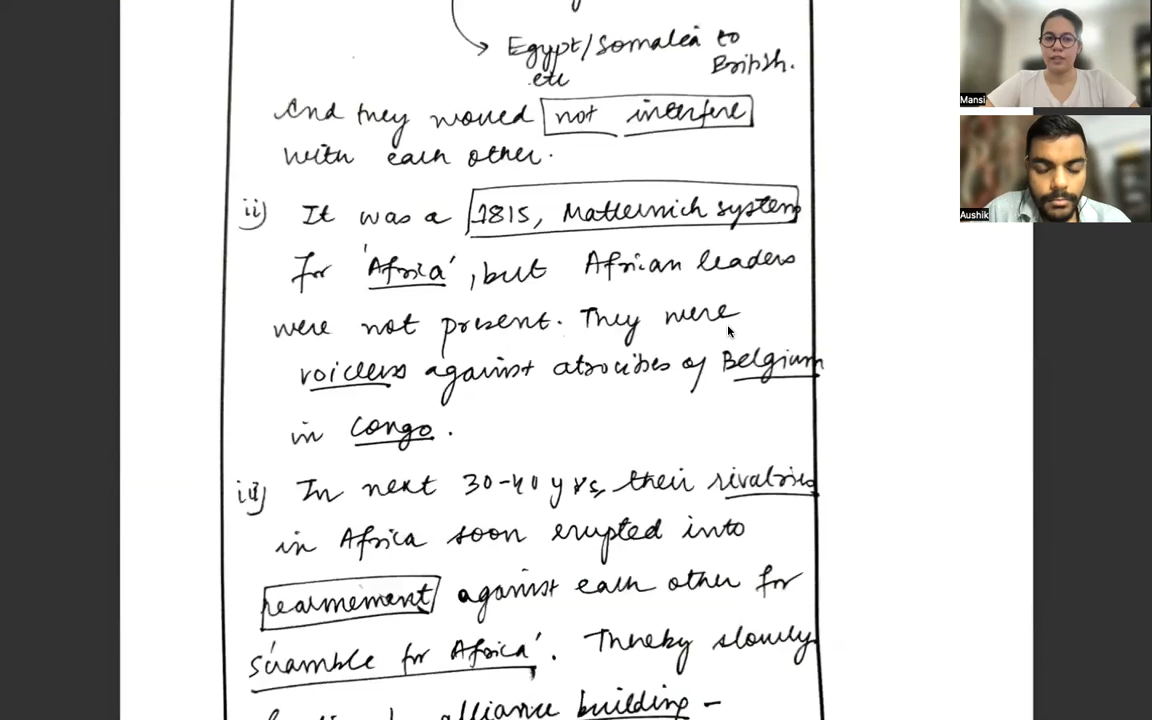 Egypt/Somalia to
etc British.
And they would not interfere
with each other.
ii) It was a 1815, Matternich system
for 'Africa', but African leaders
were not present. They were
voiceless against atrocities of Belgium
in Congo.
iii) In next 30-40 yrs, their rivalries
in Africa soon erupted into
rearmement against each other for
'scramble for Africa'. Thereby slowly
alliance building -
Mansi
Aushik